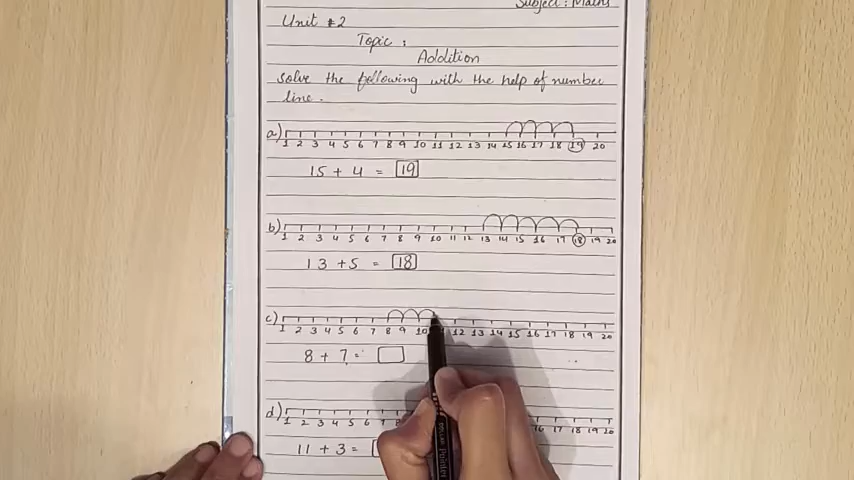 Subject : Maths
Unit # 2
Topic :
Addition
solve the following with the help of number
line.
a) 1 2 3 4 5 6 7 8 9 10 11 12 13 14 15 16 17 18 19 20
15 + 4 = 19
b) 1 2 3 4 5 6 7 8 9 10 11 12 13 14 15 16 17 18 19 20
13 + 5 = 18
c) 1 2 3 4 5 6 7 8 9 10 12 13 14 15 16 17 18 19 20
8 + 7 =
d) 1 2 3 4 5 6 7 8 16 17 18 19 20
11 + 3 =
DOLLAR Pointer